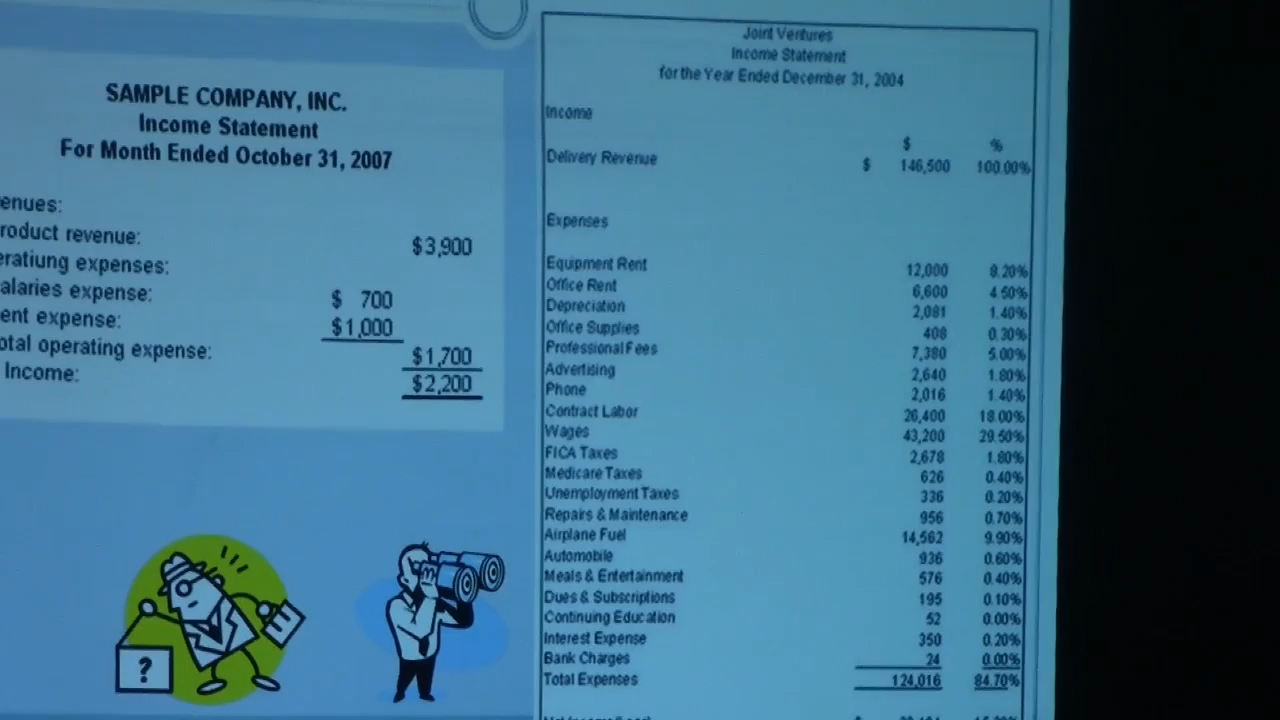 SAMPLE COMPANY, INC.
Income Statement
For Month Ended October 31, 2007
enues:
roduct revenue: $3,900
eratiung expenses:
alaries expense: $ 700
ent expense: $1,000
otal operating expense: $1,700
Income: $2,200
?
Joint Ventures
Income Statement
for the Year Ended December 31, 2004
Income
$ %
Delivery Revenue $ 146,500 100.00%
Expenses
Equipment Rent 12,000 8.20%
Office Rent 6,600 4.50%
Depreciation 2,081 1.40%
Office Supplies 408 0.30%
Professional Fees 7,380 5.00%
Advertising 2,640 1.80%
Phone 2,016 1.40%
Contract Labor 26,400 18.00%
Wages 43,200 29.50%
FICA Taxes 2,678 1.80%
Medicare Taxes 626 0.40%
Unemployment Taxes 336 0.20%
Repairs & Maintenance 956 0.70%
Airplane Fuel 14,562 9.90%
Automobile 936 0.60%
Meals & Entertainment 576 0.40%
Dues & Subscriptions 195 0.10%
Continuing Education 52 0.00%
Interest Expense 350 0.20%
Bank Charges 24 0.00%
Total Expenses 124,016 84.70%